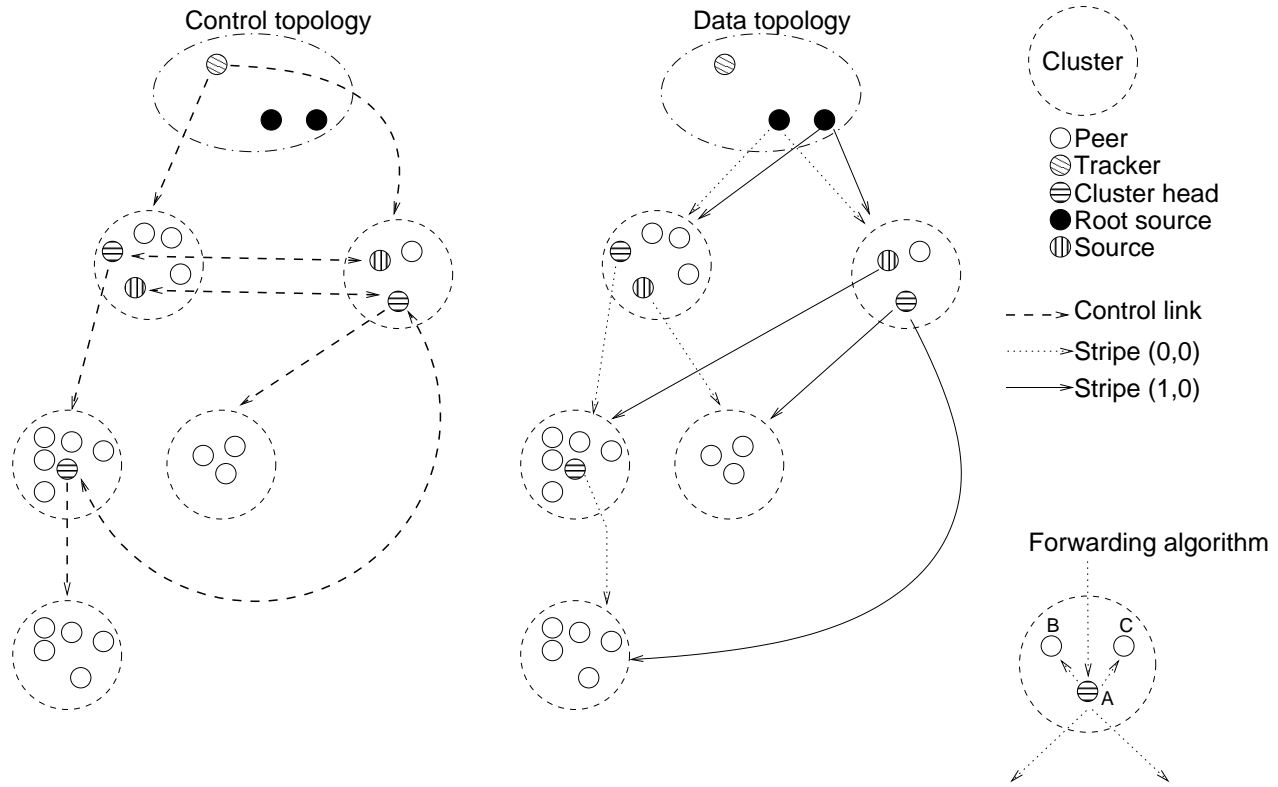 Control topology
Data topology
Cluster
Peer
Tracker
Cluster head
Root source
Source
Control link
Stripe (0,0)
Stripe (1,0)
Forwarding algorithm
B
C
A